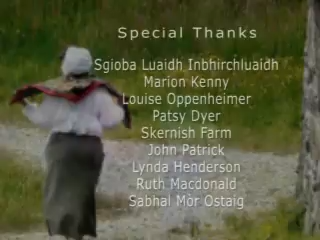 Special Thanks
Sgioba Luaidh Inbhirchluaidh
Marion Kenny
Louise Oppenheimer
Patsy Dyer
Skernish Farm
John Patrick
Lynda Henderson
Ruth Macdonald
Sabhal Mòr Ostaig